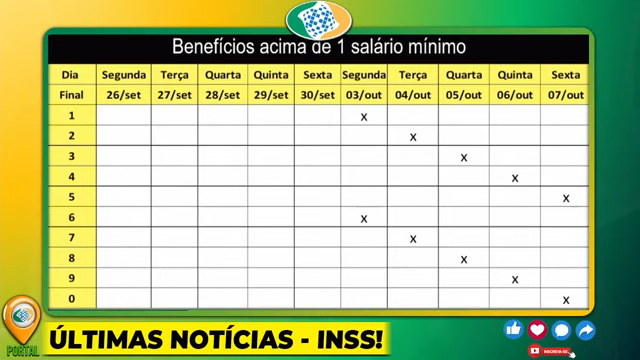 Benefícios acima de 1 salário mínimo
Dia Segunda Terça Quarta Quinta Sexta Segunda Terça Quarta Quinta Sexta
Final 26/set 27/set 28/set 29/set 30/set 03/out 04/out 05/out 06/out 07/out
1 x
2 x
3 x
4 x
5 x
6 x
7 x
8 x
9 x
0 x
PORTAL
ÚLTIMAS NOTÍCIAS - INSS!
INSCREVA-SE